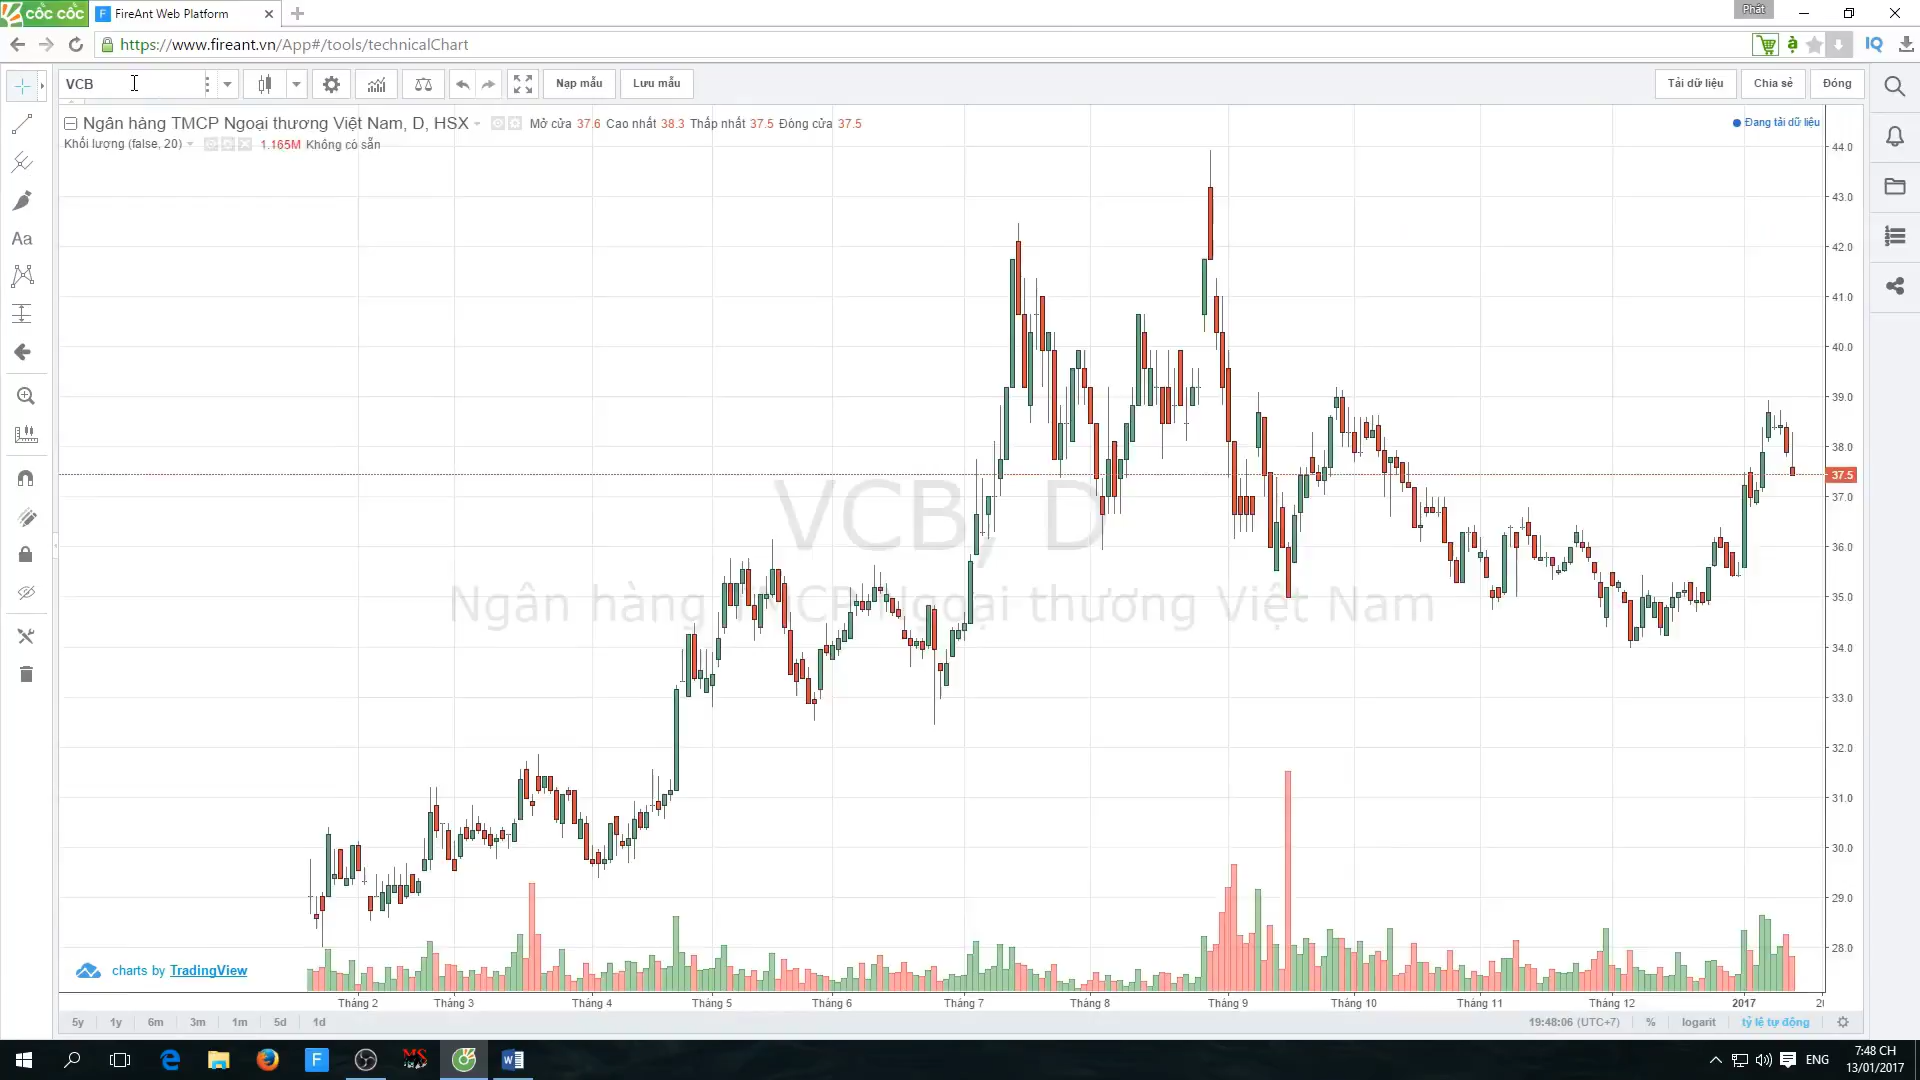 cốc cốc
FireAnt Web Platform
Phát
https://www.fireant.vn/App#/tools/technicalChart
IQ
VCB
Nạp mẫu
Lưu mẫu
Tải dữ liệu
Chia sẻ
Đóng
Ngân hàng TMCP Ngoại thương Việt Nam, D, HSX
Mở cửa 37.6 Cao nhất 38.3 Thấp nhất 37.5 Đóng cửa 37.5
Đang tải dữ liệu
Khối lượng (false, 20)
1.165M Không có sẵn
Aa
44.0
43.0
42.0
41.0
40.0
39.0
38.0
37.5
37.0
36.0
35.0
34.0
33.0
32.0
31.0
30.0
29.0
28.0
VCB, D
Ngân hàng TMCP Ngoại thương Việt Nam
charts by TradingView
Tháng 2
Tháng 3
Tháng 4
Tháng 5
Tháng 6
Tháng 7
Tháng 8
Tháng 9
Tháng 10
Tháng 11
Tháng 12
2017
5y 1y 6m 3m 1m 5d 1d
19:48:06 (UTC+7)
%
logarit
tỷ lệ tự động
F
ENG
7:48 CH
13/01/2017